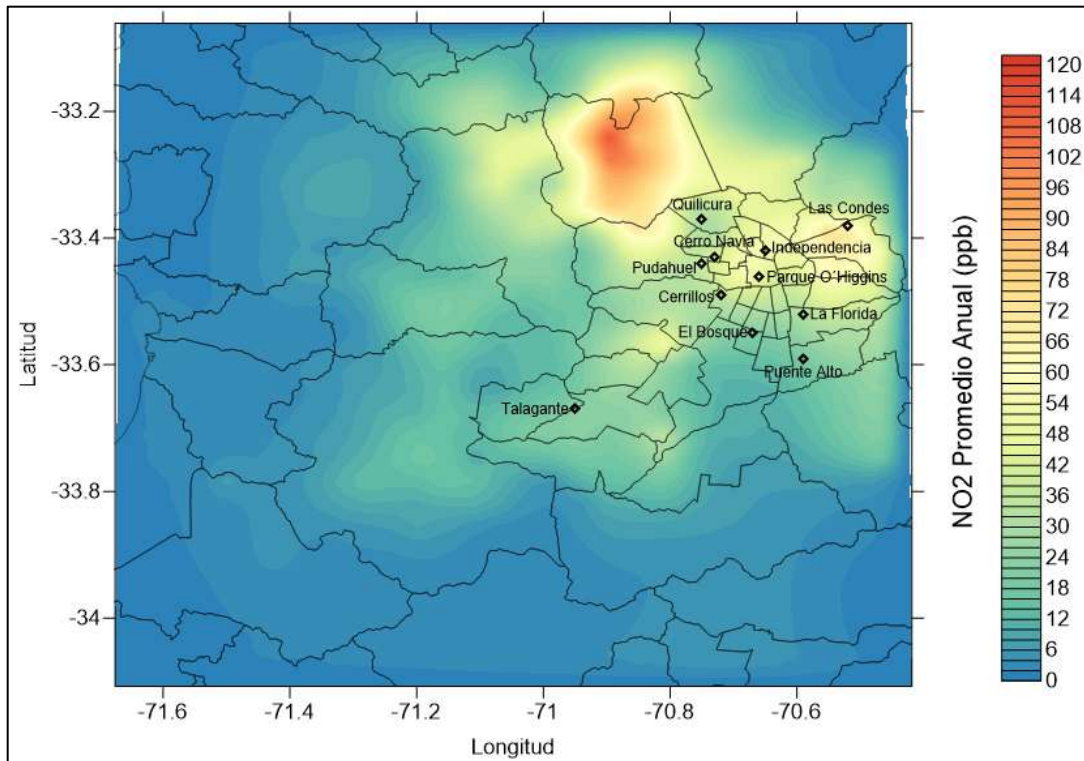 -33.2
-33.4
-33.6
-33.8
-34
Latitud
-71.6
-71.4
-71.2
-71
-70.8
-70.6
Longitud
Quilicura
Las Condes
Cerro Navia
Independencia
Pudahuel
Parque O´Higgins
Cerrillos
La Florida
El Bosque
Puente Alto
Talagante
NO2 Promedio Anual (ppb)
120
114
108
102
96
90
84
78
72
66
60
54
48
42
36
30
24
18
12
6
0